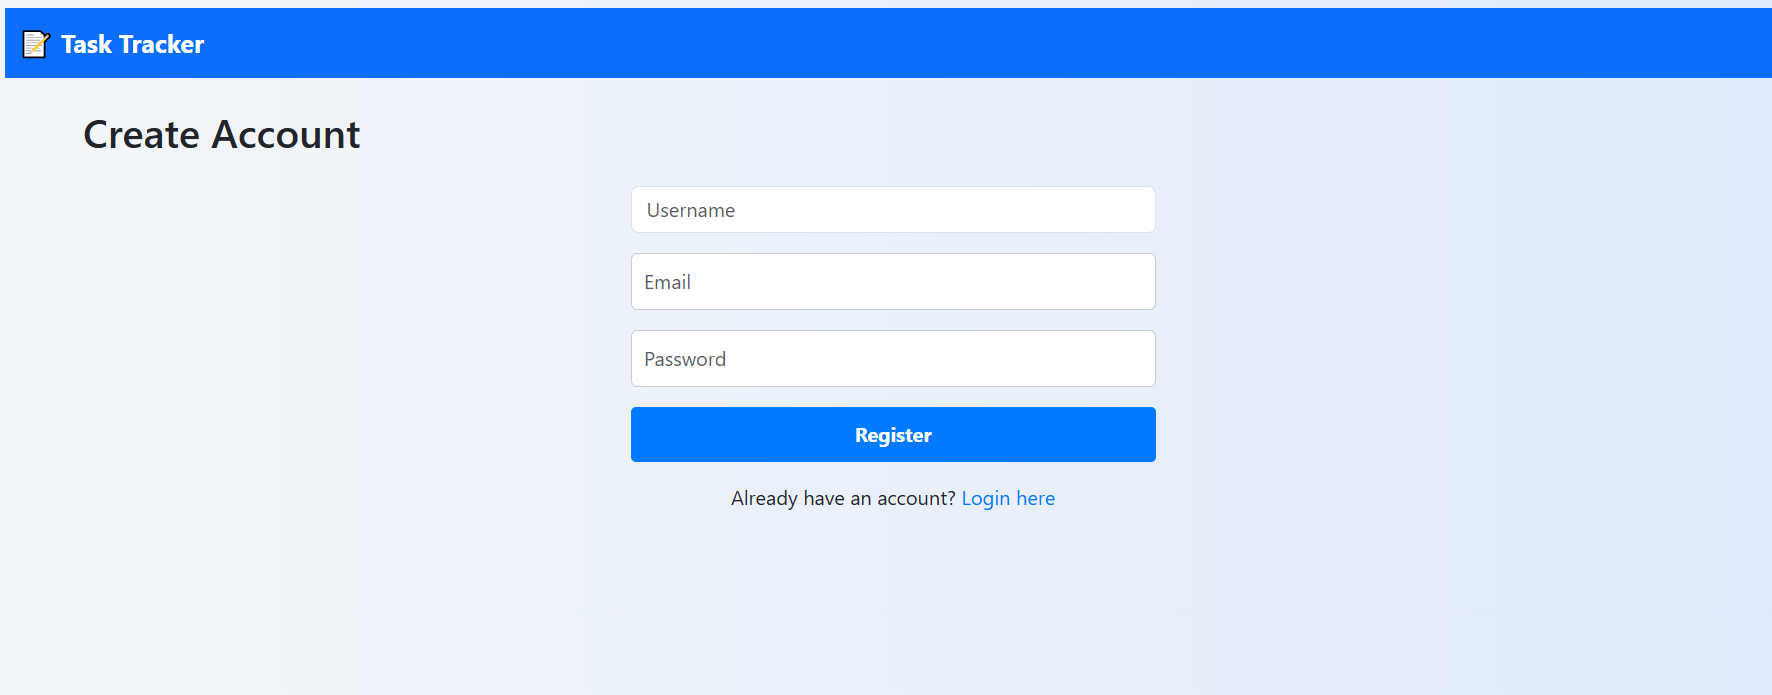 Task Tracker
Create Account
Username
Email
Password
Register
Already have an account? Login here